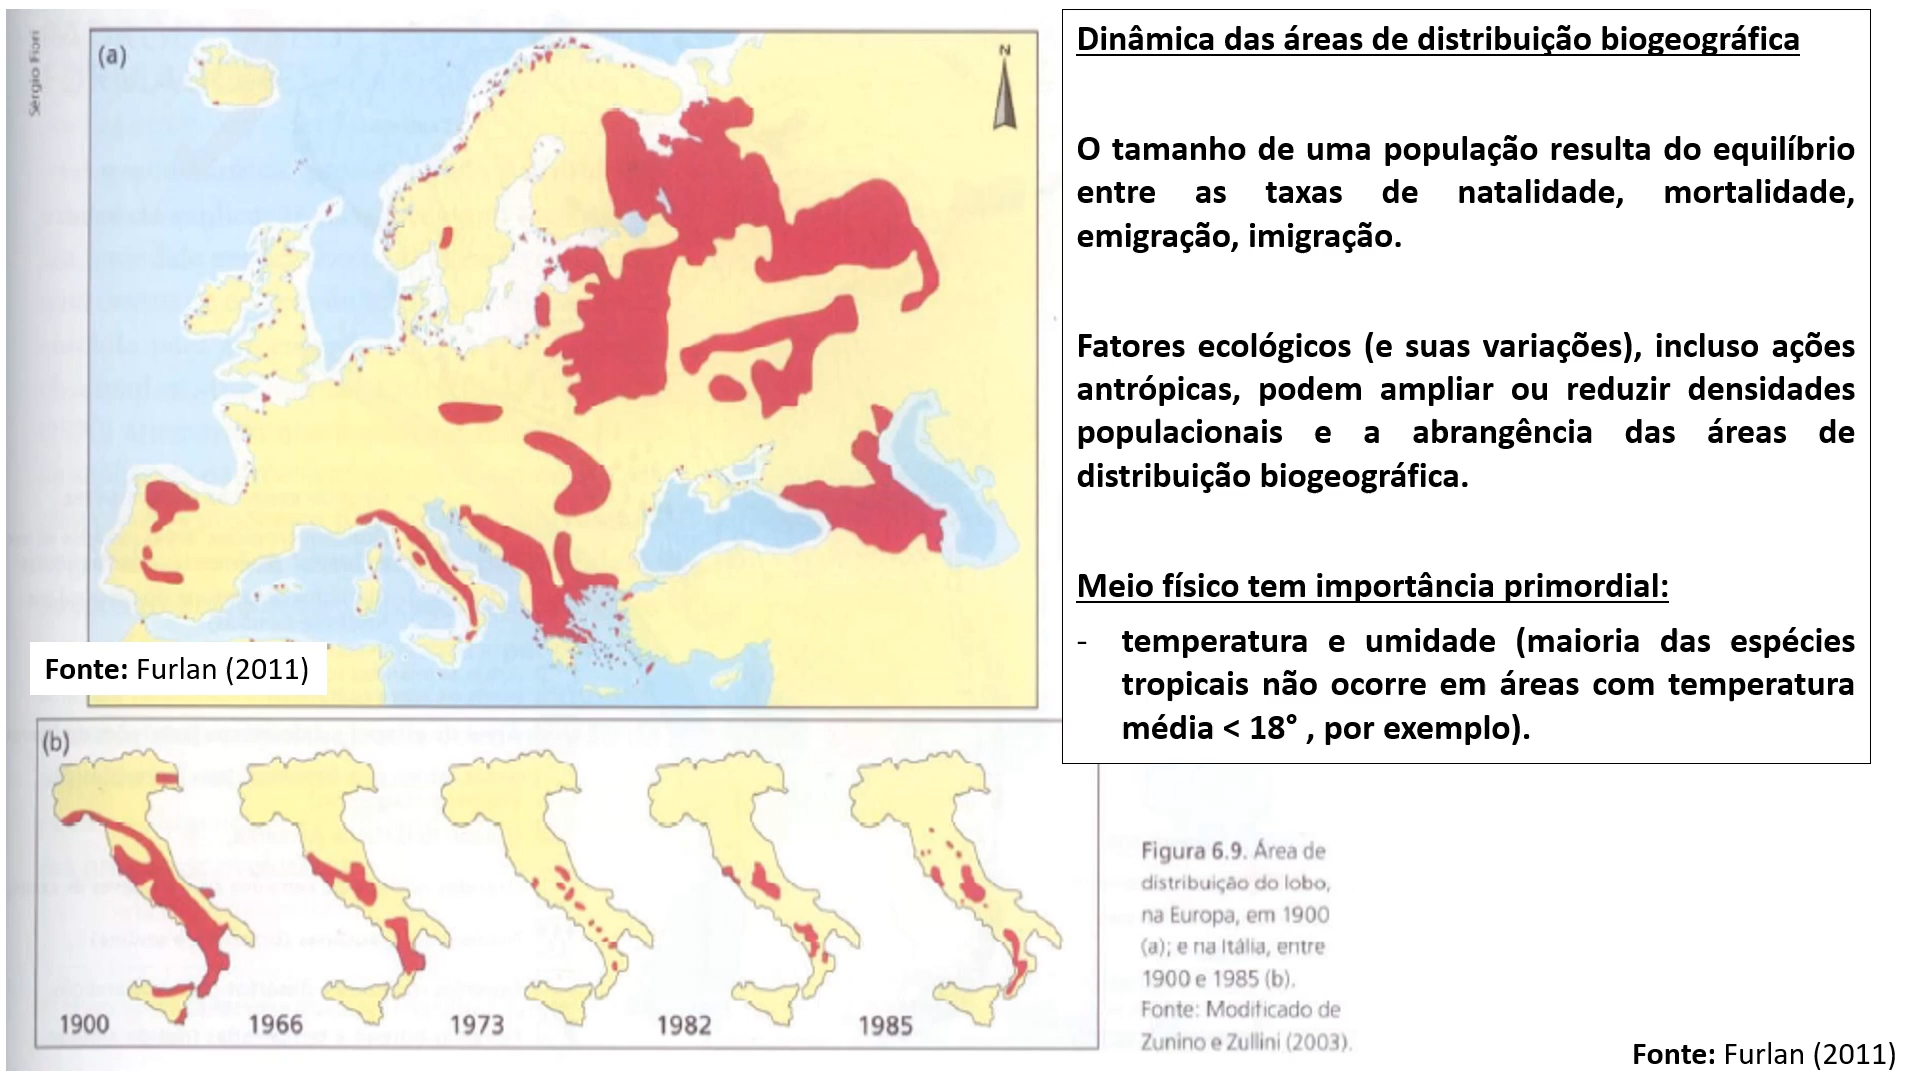 Sérgio Fiori
(a)
N
Fonte: Furlan (2011)
(b)
1900
1966
1973
1982
1985
Dinâmica das áreas de distribuição biogeográfica
O tamanho de uma população resulta do equilíbrio
entre as taxas de natalidade, mortalidade,
emigração, imigração.
Fatores ecológicos (e suas variações), incluso ações
antrópicas, podem ampliar ou reduzir densidades
populacionais e a abrangência das áreas de
distribuição biogeográfica.
Meio físico tem importância primordial:
- temperatura e umidade (maioria das espécies
tropicais não ocorre em áreas com temperatura
média < 18° , por exemplo).
Figura 6.9. Área de
distribuição do lobo,
na Europa, em 1900
(a); e na Itália, entre
1900 e 1985 (b).
Fonte: Modificado de
Zunino e Zullini (2003).
Fonte: Furlan (2011)